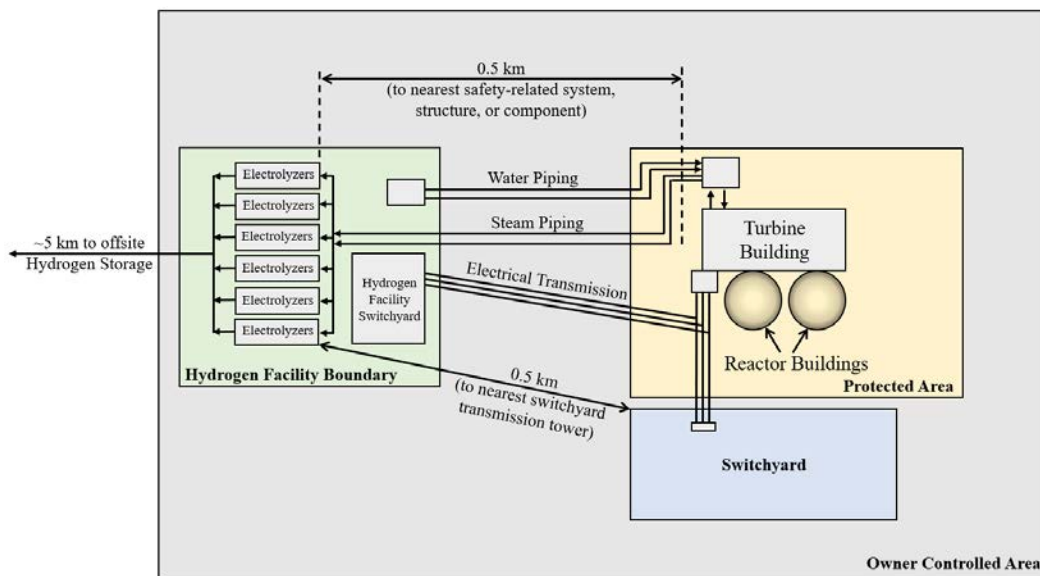 0.5 km
(to nearest safety-related system,
structure, or component)
Electrolyzers
Electrolyzers
Electrolyzers
Electrolyzers
Electrolyzers
Electrolyzers
Water Piping
Steam Piping
Turbine
Building
~5 km to offsite
Hydrogen Storage
Hydrogen
Facility
Switchyard
Electrical Transmission
Reactor Buildings
Hydrogen Facility Boundary
Protected Area
0.5 km
(to nearest switchyard
transmission tower)
Switchyard
Owner Controlled Area